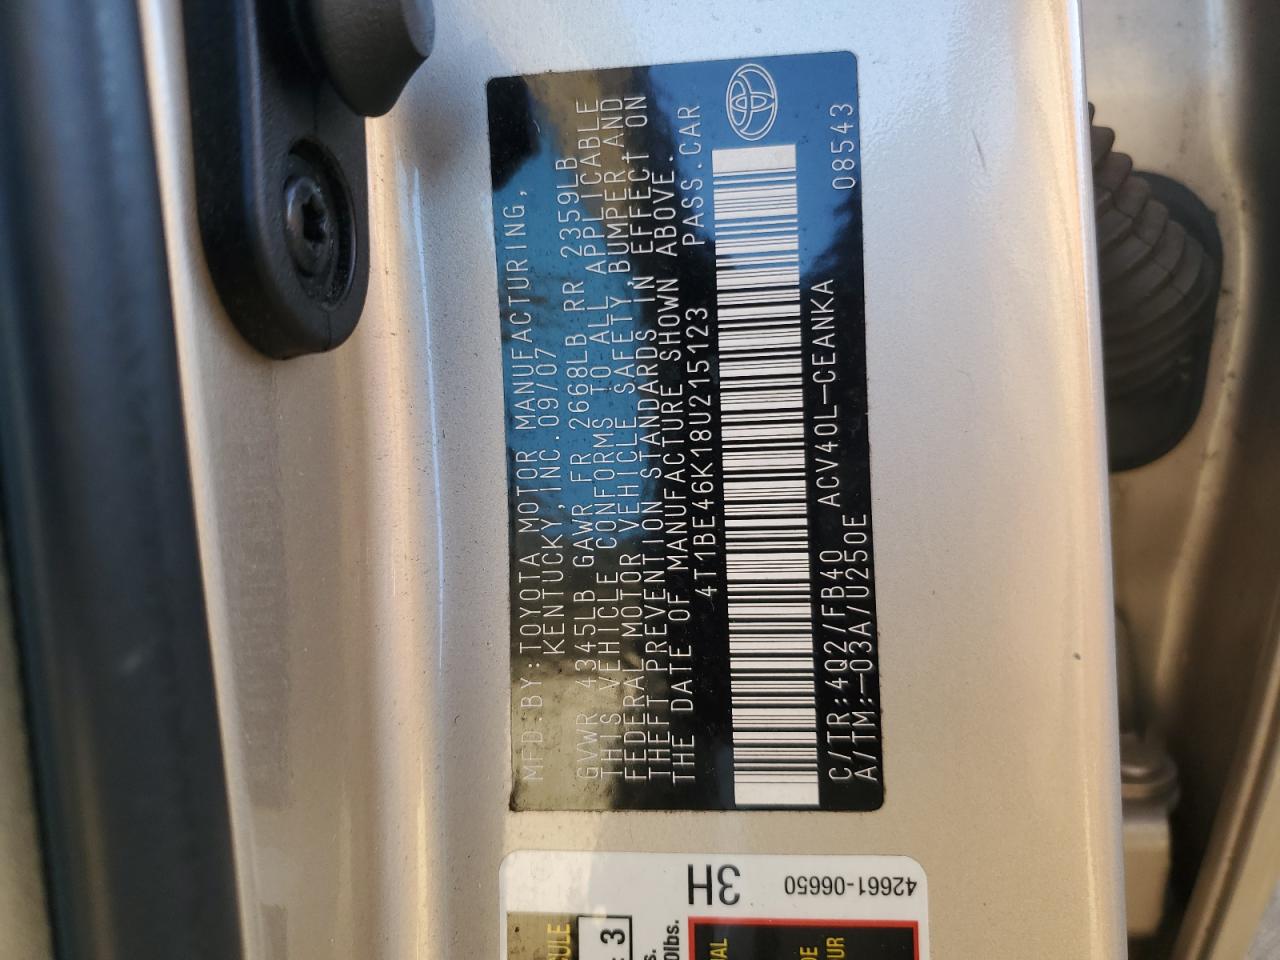 MFD.BY:TOYOTA MOTOR MANUFACTURING,
KENTUCKY,INC.09/07
GVWR 4345LB GAWR FR 2668LB RR 2359LB
THIS VEHICLE CONFORMS TO ALL APPLICABLE
FEDERAL MOTOR VEHICLE SAFETY,BUMPER,AND
THEFT PREVENTION STANDARDS IN EFFECT ON
THE DATE OF MANUFACTURE SHOWN ABOVE.
4T1BE46K18U215123 PASS.CAR
C/TR:4Q2/FB40 ACV40L-CEANKA 08543
A/TM:-03A/U250E
42661-06650
3H
3